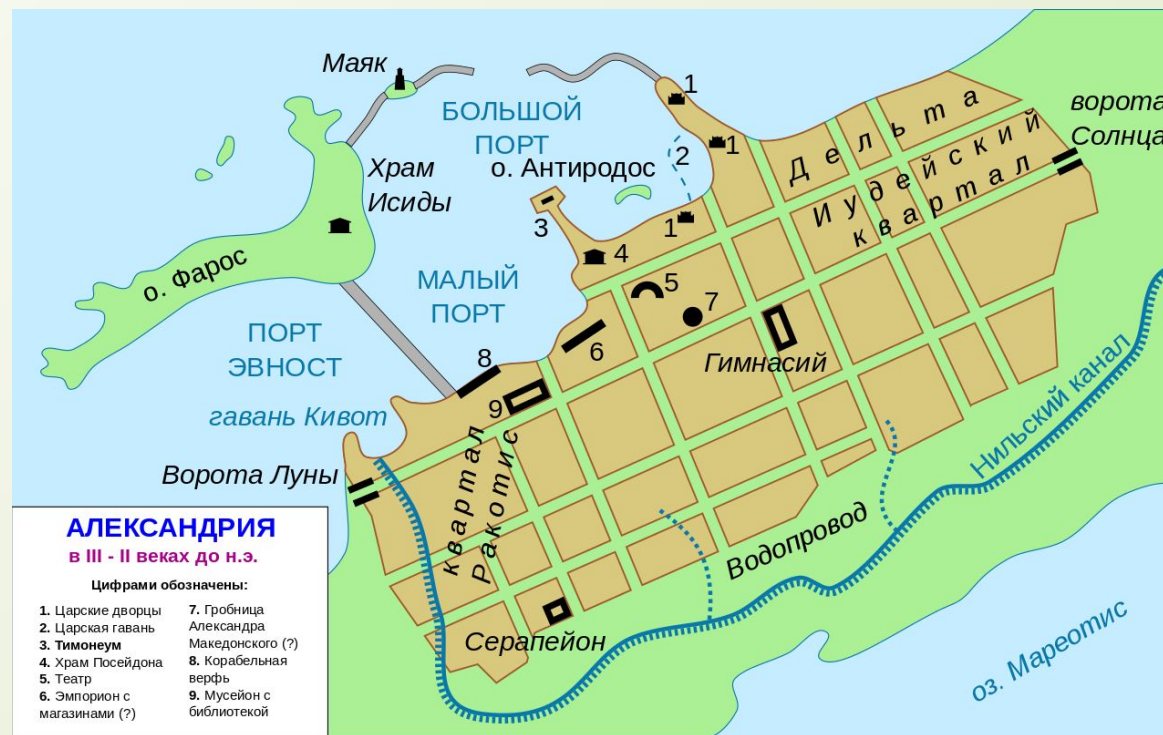 Маяк
БОЛЬШОЙ
ПОРТ
1
ворота
Солнца
Дельта
Храм
Исиды
о. Антиродос
2
1
Иудейский
квартал
3
1
4
о. Фарос
МАЛЫЙ
ПОРТ
5
7
ПОРТ
ЭВНОСТ
8
6
Гимнасий
гавань Кивот
9
Нильский канал
Ворота Луны
квартал
Ракотис
Водопровод
Серапейон
оз. Мареотис
АЛЕКСАНДРИЯ
в III - II веках до н.э.
Цифрами обозначены:
1. Царские дворцы
2. Царская гавань
3. Тимонеум
4. Храм Посейдона
5. Театр
6. Эмпорион с
магазинами (?)
7. Гробница
Александра
Македонского (?)
8. Корабельная
верфь
9. Мусейон с
библиотекой